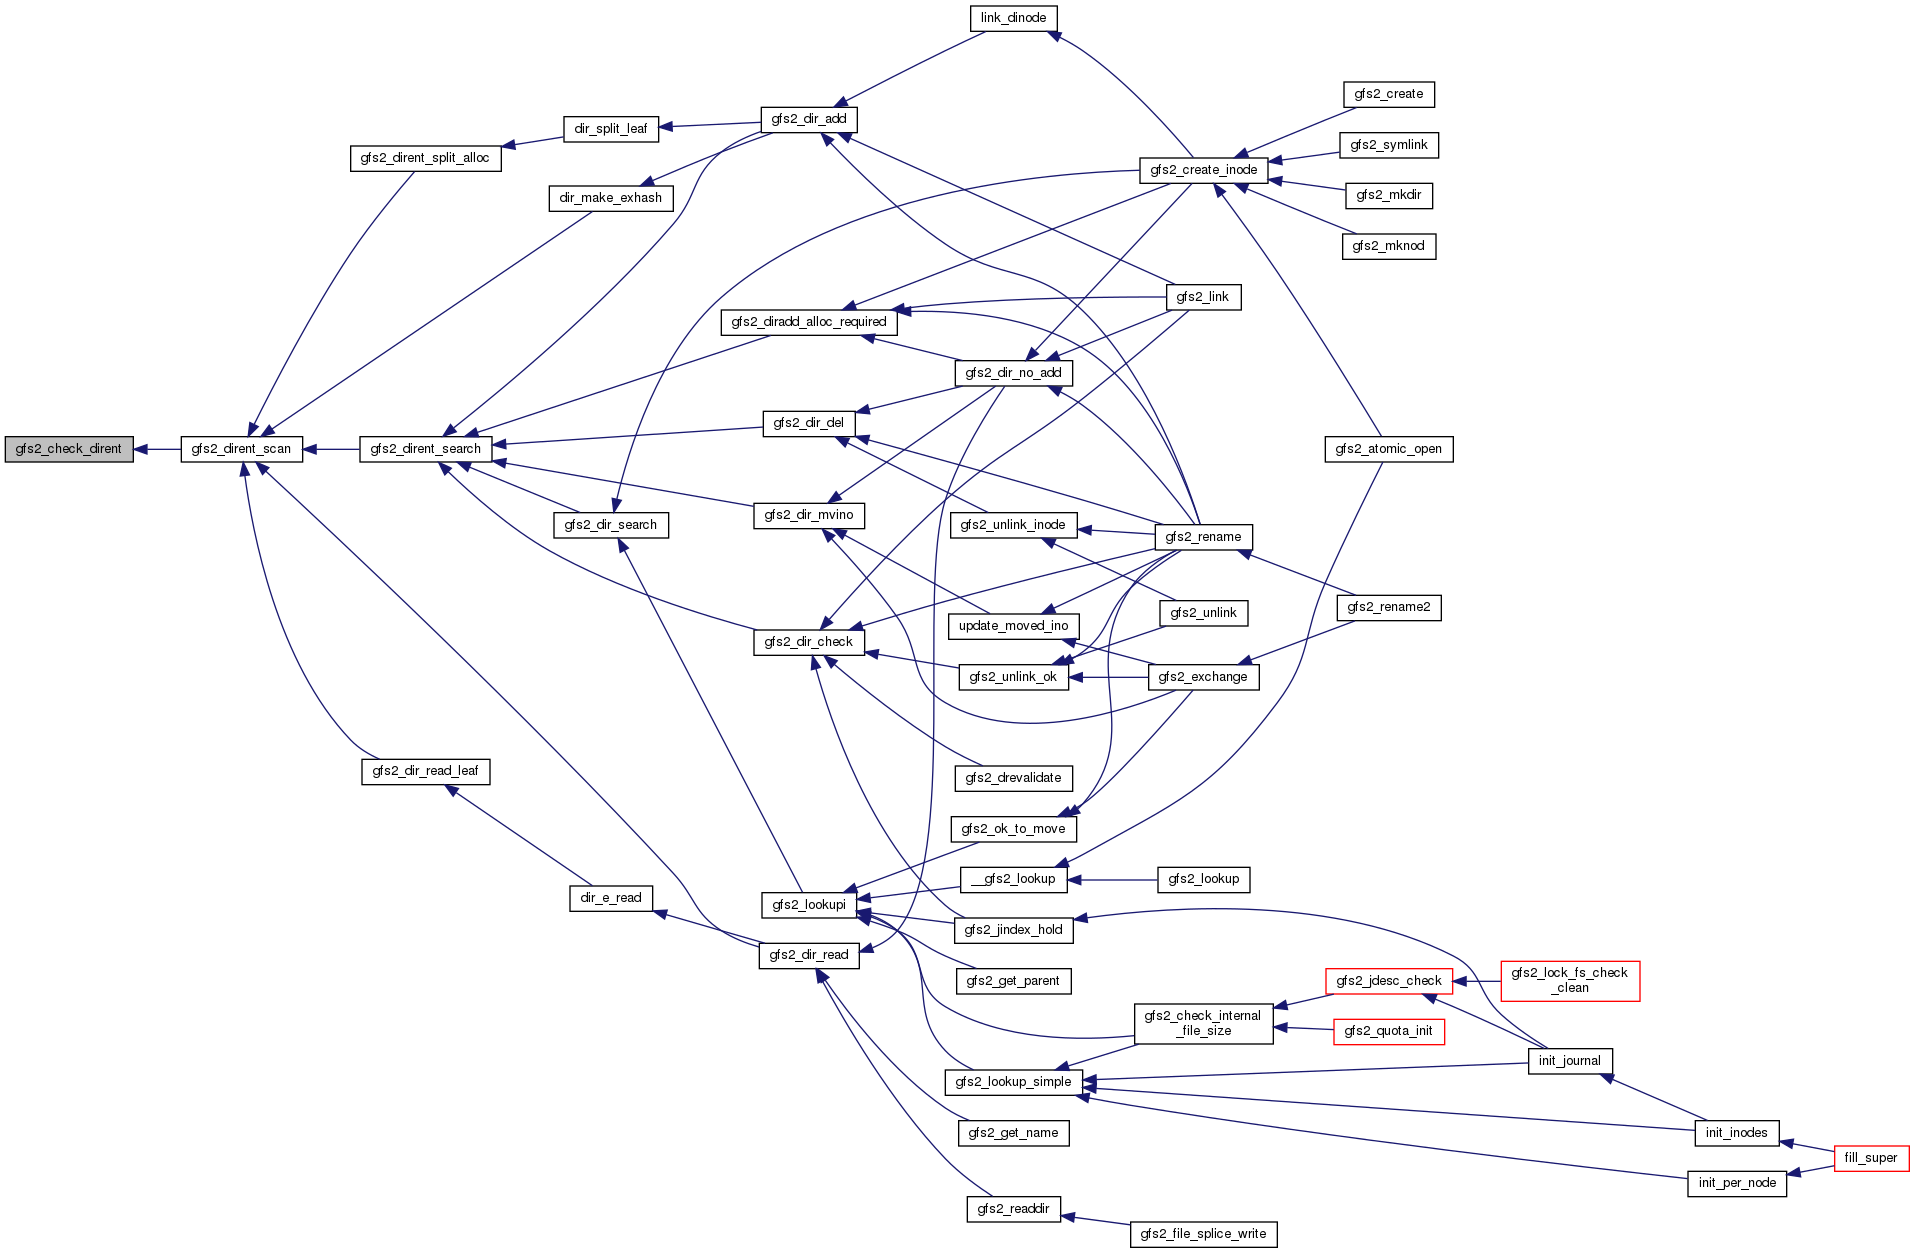 link_dinode
gfs2_create
gfs2_dir_add
dir_split_leaf
gfs2_symlink
gfs2_dirent_split_alloc
gfs2_create_inode
dir_make_exhash
gfs2_mkdir
gfs2_mknod
gfs2_link
gfs2_diradd_alloc_required
gfs2_dir_no_add
gfs2_dir_del
gfs2_check_dirent
gfs2_dirent_scan
gfs2_dirent_search
gfs2_atomic_open
gfs2_dir_mvino
gfs2_dir_search
gfs2_unlink_inode
gfs2_rename
gfs2_rename2
gfs2_unlink
update_moved_ino
gfs2_dir_check
gfs2_unlink_ok
gfs2_exchange
gfs2_dir_read_leaf
gfs2_drevalidate
gfs2_ok_to_move
__gfs2_lookup
gfs2_lookup
dir_e_read
gfs2_lookupi
gfs2_jindex_hold
gfs2_dir_read
gfs2_get_parent
gfs2_jdesc_check
gfs2_lock_fs_check
_clean
gfs2_check_internal
_file_size
gfs2_quota_init
init_journal
gfs2_lookup_simple
gfs2_get_name
init_inodes
fill_super
init_per_node
gfs2_readdir
gfs2_file_splice_write